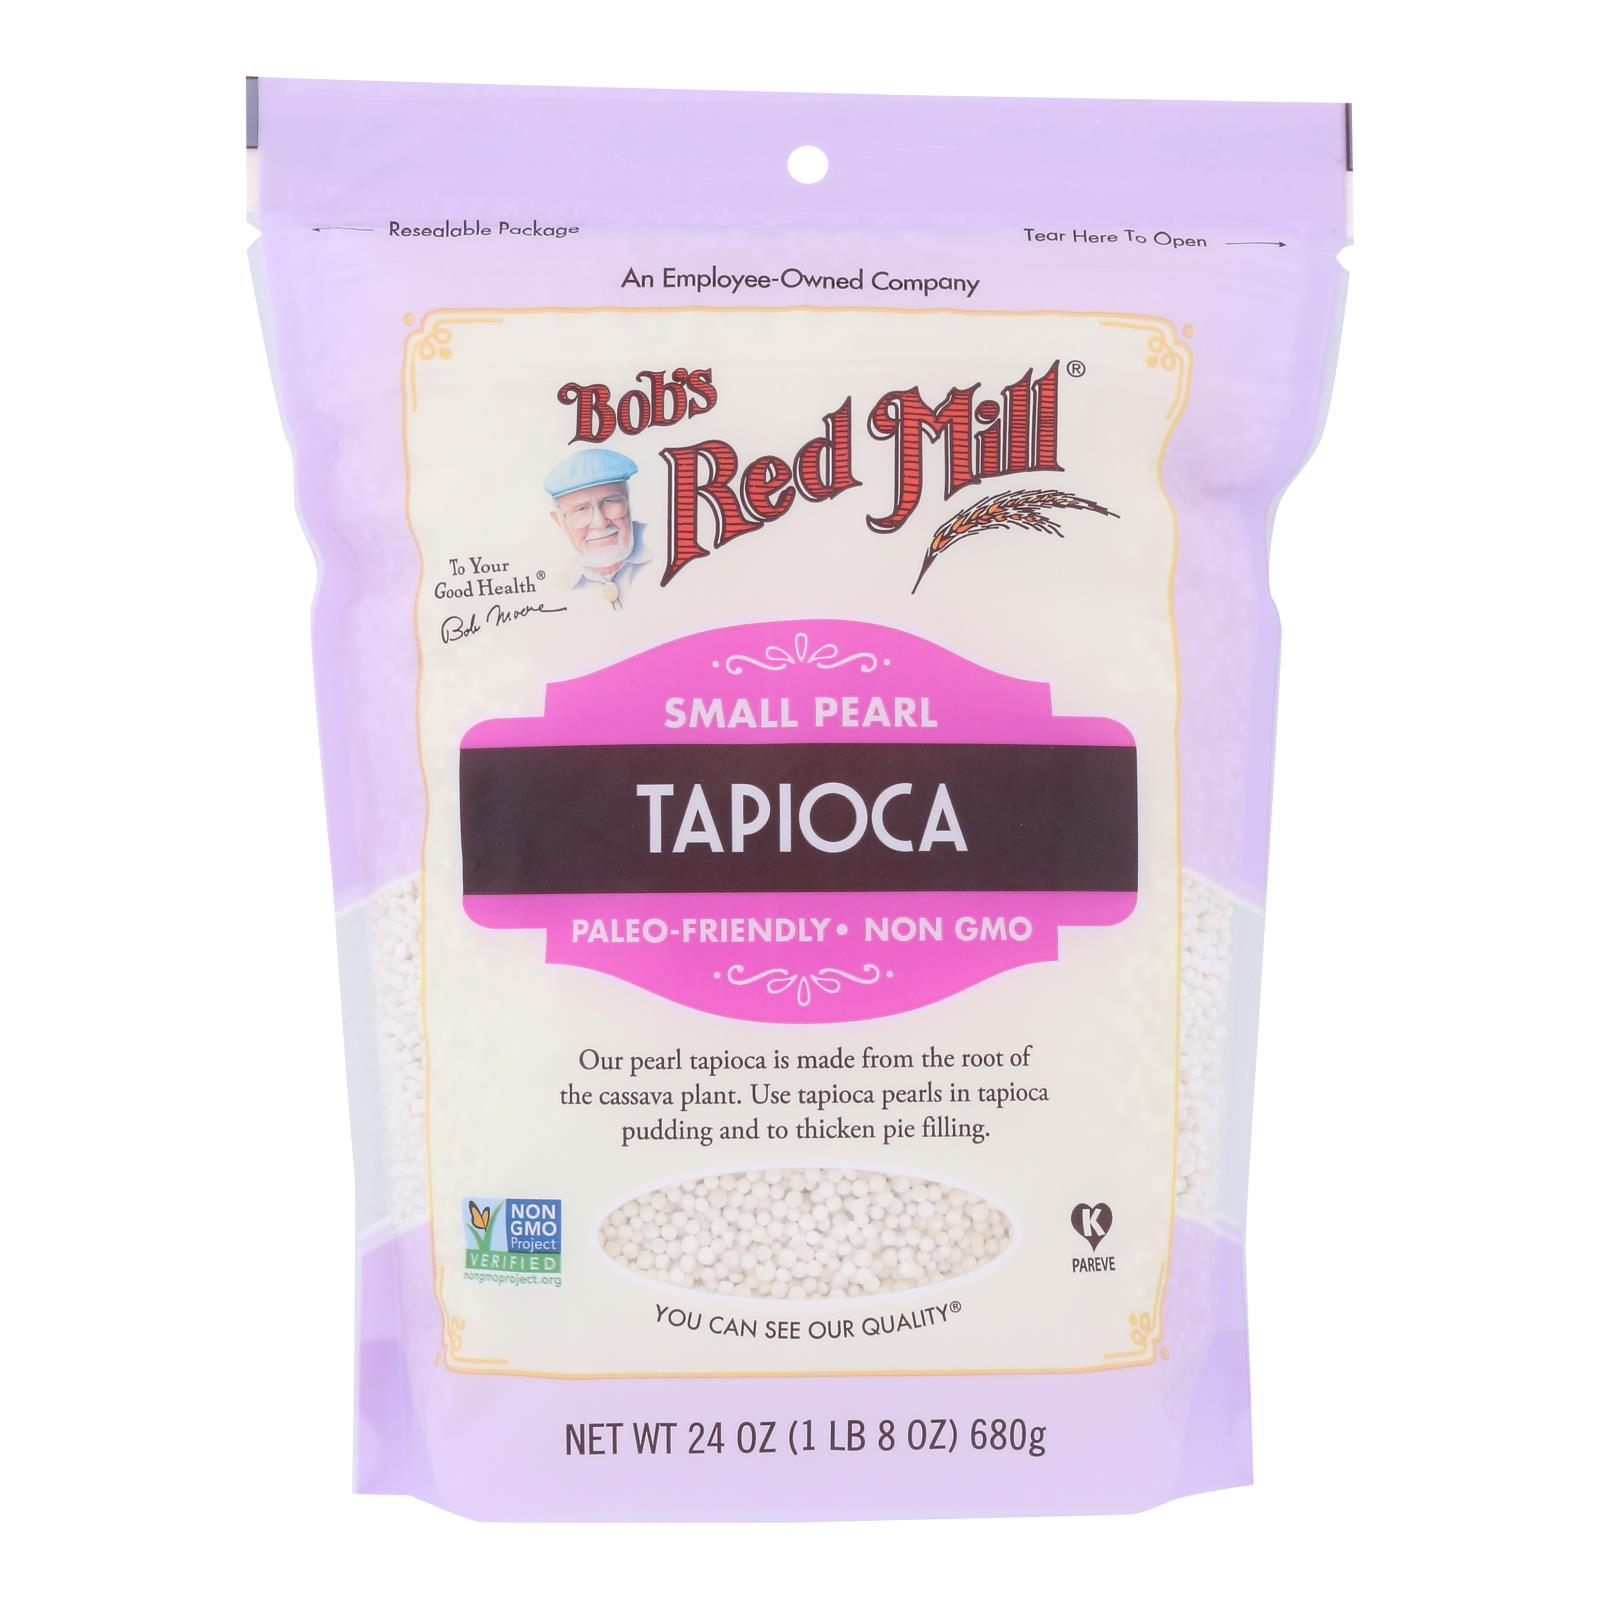 Resealable Package
Tear Here To Open
An Employee-Owned Company
Bob's
Red Mill®
To Your
Good Health®
Bob Moore
SMALL PEARL
TAPIOCA
PALEO-FRIENDLY • NON GMO
Our pearl tapioca is made from the root of
the cassava plant. Use tapioca pearls in tapioca
pudding and to thicken pie filling.
NON
GMO
Project
VERIFIED
nongmoproject.org
K
PAREVE
YOU CAN SEE OUR QUALITY®
NET WT 24 OZ (1 LB 8 OZ) 680g